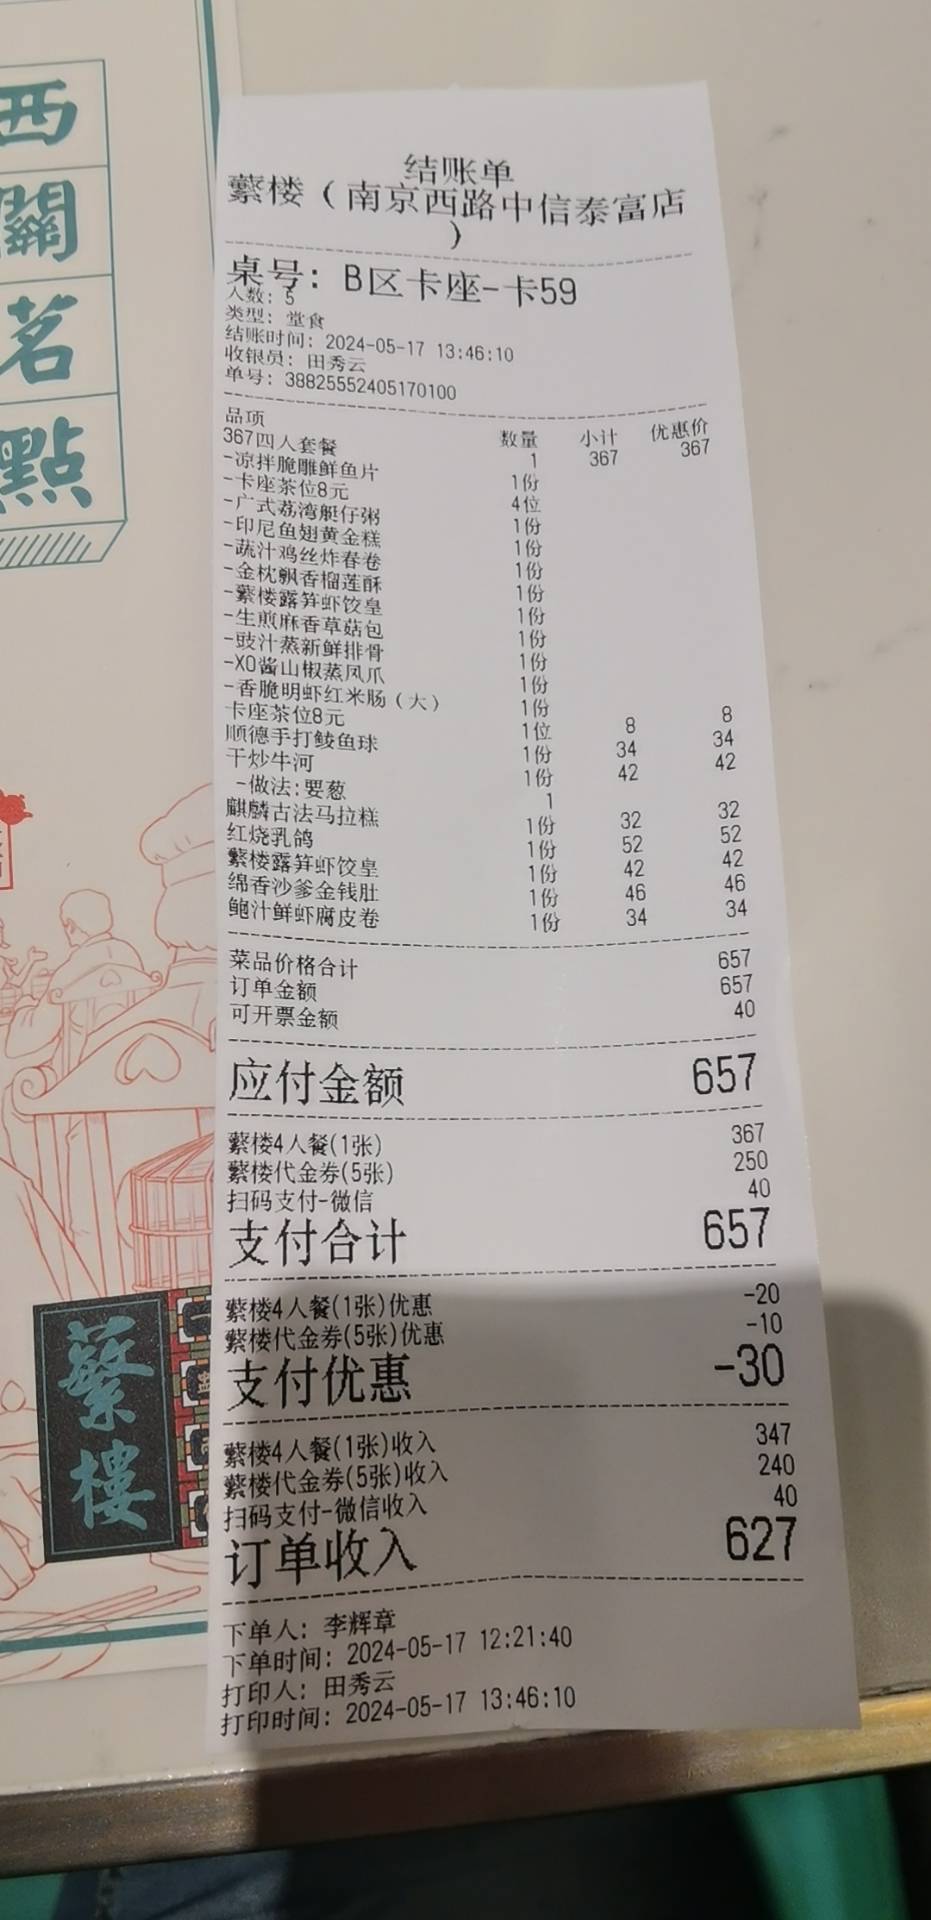 西
關
茗
點
蘩樓
结账单
蘩楼（南京西路中信泰富店
）
桌号: B区卡座-卡59
人数: 5
类型: 堂食
结账时间: 2024-05-17 13:46:10
收银员: 田秀云
单号: 38825552405170100
品项 数量 小计 优惠价
367四人套餐 1 367 367
-凉拌脆雕鲜鱼片 1份
-卡座茶位8元 4位
-广式荔湾艇仔粥 1份
-印尼鱼翅黄金糕 1份
-蔬汁鸡丝炸春卷 1份
-金枕飘香榴莲酥 1份
-蘩楼露笋虾饺皇 1份
-生煎麻香草菇包 1份
-豉汁蒸新鲜排骨 1份
-XO酱山椒蒸凤爪 1份
-香脆明虾红米肠（大） 1份
卡座茶位8元 1位 8 8
顺德手打鲮鱼球 1份 34 34
干炒牛河 1份 42 42
-做法:要葱 1
麒麟古法马拉糕 1份 32 32
红烧乳鸽 1份 52 52
蘩楼露笋虾饺皇 1份 42 42
绵香沙爹金钱肚 1份 46 46
鲍汁鲜虾腐皮卷 1份 34 34
菜品价格合计 657
订单金额 657
可开票金额 40
应付金额 657
蘩楼4人餐(1张) 367
蘩楼代金券(5张) 250
扫码支付-微信 40
支付合计 657
蘩楼4人餐(1张)优惠 -20
蘩楼代金券(5张)优惠 -10
支付优惠 -30
蘩楼4人餐(1张)收入 347
蘩楼代金券(5张)收入 240
扫码支付-微信收入 40
订单收入 627
下单人: 李辉章
下单时间: 2024-05-17 12:21:40
打印人: 田秀云
打印时间: 2024-05-17 13:46:10